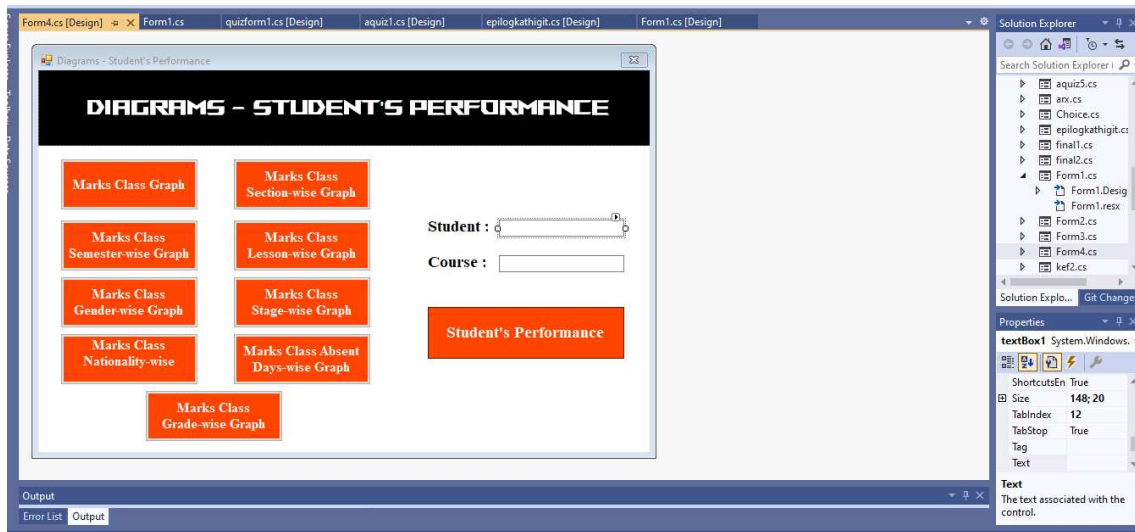 Form4.cs [Design]
Form1.cs
quizform1.cs [Design]
aquiz1.cs [Design]
epilogkathigit.cs [Design]
Form1.cs [Design]
Diagrams - Student's Performance
DIAGRAMS - STUDENT'S PERFORMANCE
Marks Class Graph
Marks Class
Section-wise Graph
Marks Class
Semester-wise Graph
Marks Class
Lesson-wise Graph
Marks Class
Gender-wise Graph
Marks Class
Stage-wise Graph
Marks Class
Nationality-wise
Marks Class Absent
Days-wise Graph
Marks Class
Grade-wise Graph
Student :
Course :
Student's Performance
Output
Error List Output
Solution Explorer
Search Solution Explorer (
aquiz5.cs
arx.cs
Choice.cs
epilogkathigit.cs
final1.cs
final2.cs
Form1.cs
Form1.Desig
Form1.resx
Form2.cs
Form3.cs
Form4.cs
kef2.cs
Solution Explo... Git Change
Properties
textBox1 System.Windows.
ShortcutsEn True
Size 148; 20
TabIndex 12
TabStop True
Tag
Text
Text
The text associated with the
control.